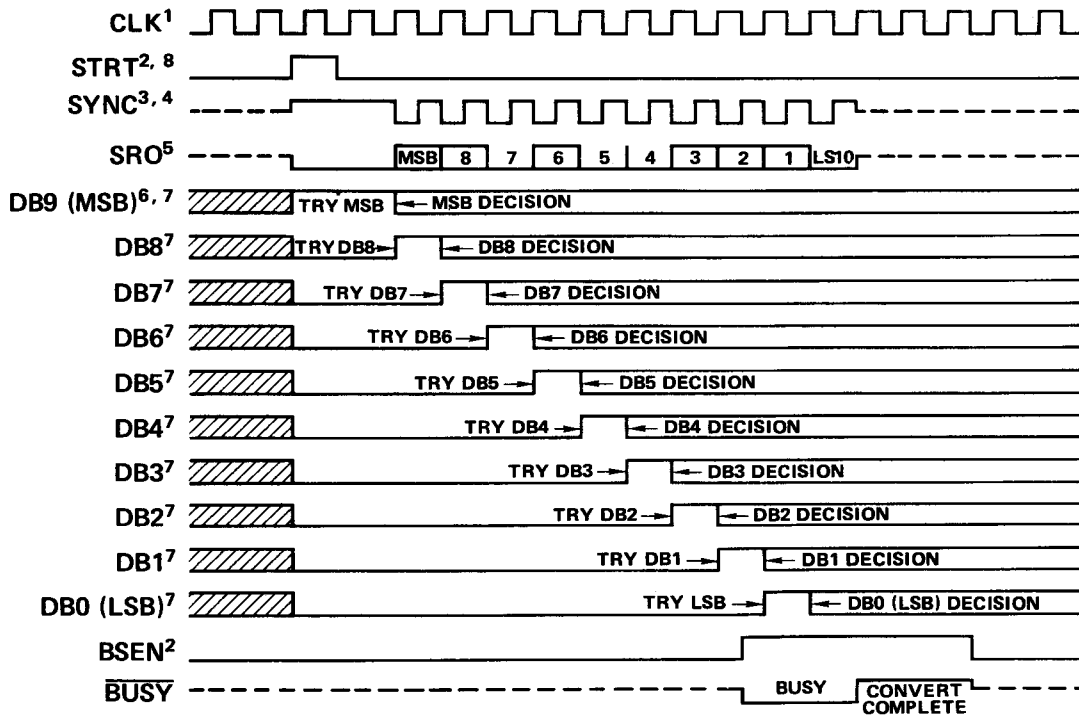 CLK¹
STRT²,⁸
SYNC³,⁴
SRO⁵ MSB 8 7 6 5 4 3 2 1 LS10
DB9 (MSB)⁶,⁷ TRY MSB MSB DECISION
DB8⁷ TRY DB8 DB8 DECISION
DB7⁷ TRY DB7 DB7 DECISION
DB6⁷ TRY DB6 DB6 DECISION
DB5⁷ TRY DB5 DB5 DECISION
DB4⁷ TRY DB4 DB4 DECISION
DB3⁷ TRY DB3 DB3 DECISION
DB2⁷ TRY DB2 DB2 DECISION
DB1⁷ TRY DB1 DB1 DECISION
DB0 (LSB)⁷ TRY LSB DB0 (LSB) DECISION
BSEN²
BUSY BUSY CONVERT
COMPLETE